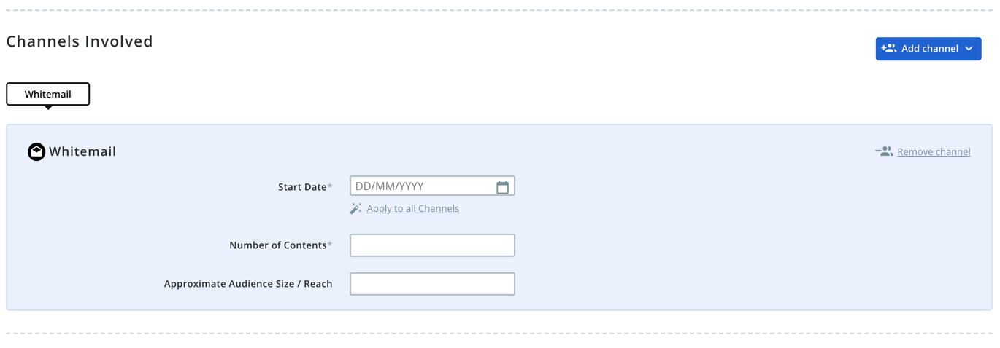 Channels Involved
Add channel
Whitemail
Whitemail
Remove channel
Start Date*
DD/MM/YYYY
Apply to all Channels
Number of Contents*
Approximate Audience Size / Reach